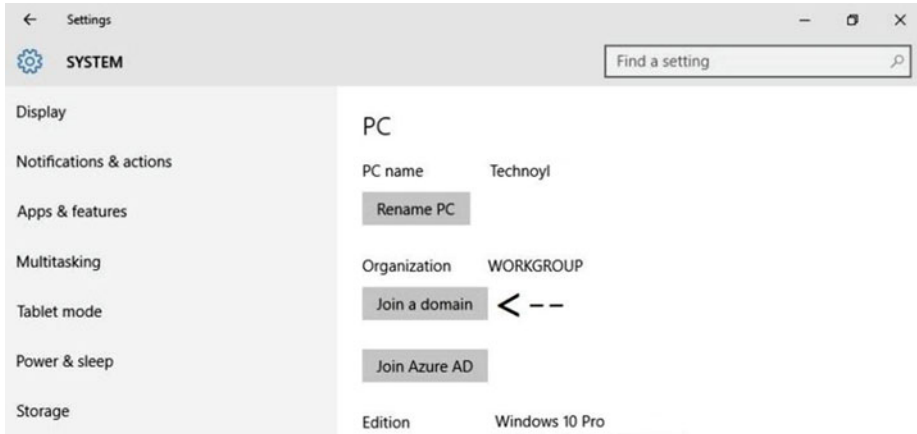 Settings
SYSTEM
Find a setting
Display
Notifications & actions
Apps & features
Multitasking
Tablet mode
Power & sleep
Storage
PC
PC name Technoyl
Rename PC
Organization WORKGROUP
Join a domain < --
Join Azure AD
Edition Windows 10 Pro